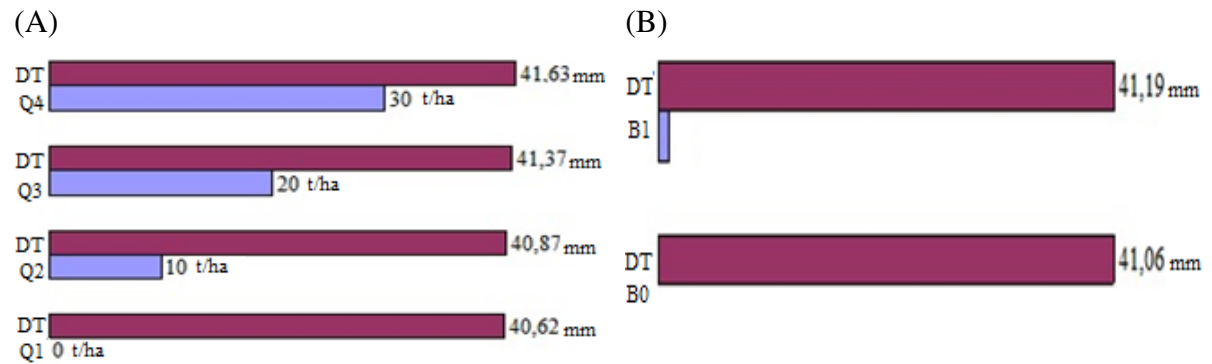 (A)
DT 41,63 mm
Q4 30 t/ha
DT 41,37 mm
Q3 20 t/ha
DT 40,87 mm
Q2 10 t/ha
DT 40,62 mm
Q1 0 t/ha
(B)
DT 41,19 mm
B1
DT 41,06 mm
B0